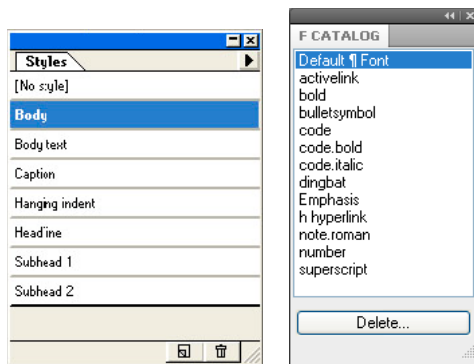 Styles
[No style]
Body
Body text
Caption
Hanging indent
Headline
Subhead 1
Subhead 2
F CATALOG
Default ¶ Font
activelink
bold
bulletsymbol
code
code.bold
code.italic
dingbat
Emphasis
h hyperlink
note.roman
number
superscript
Delete...